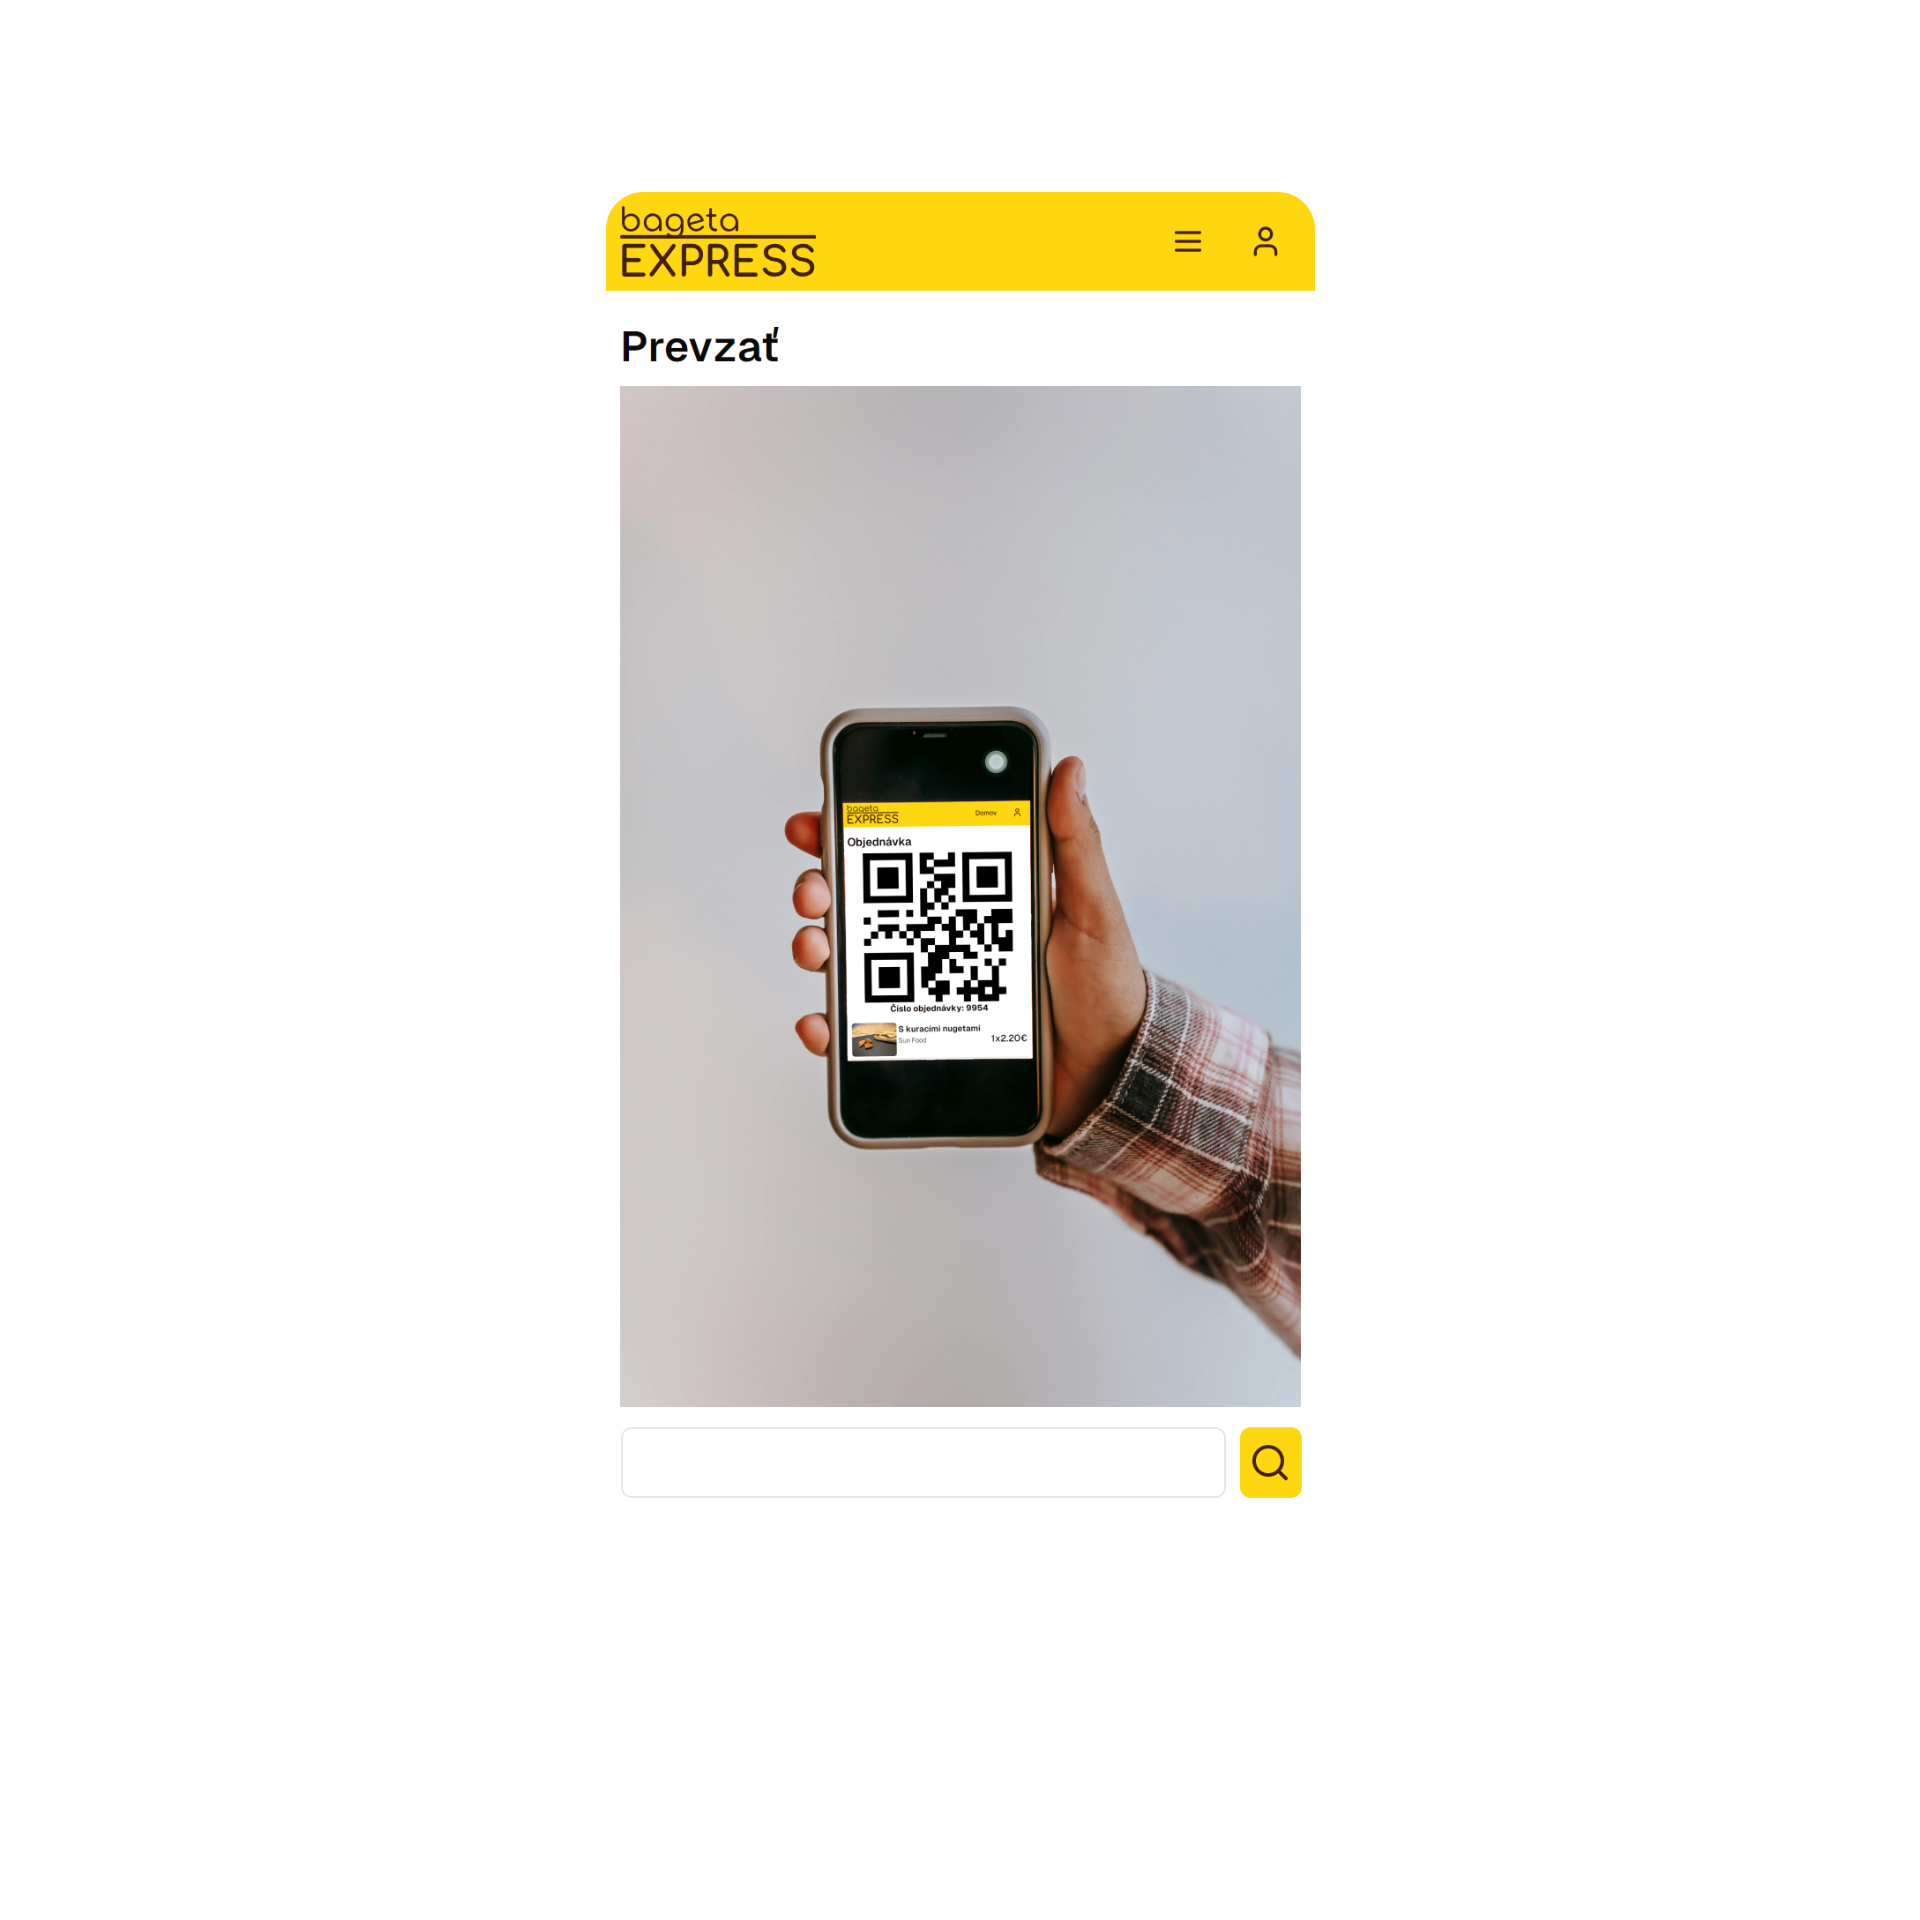 bageta
EXPRESS
Prevzať
bageta
EXPRESS
Domov
Objednávka
Číslo objednávky: 9954
S kuracími nugetami
Sun Food
1x2.20€